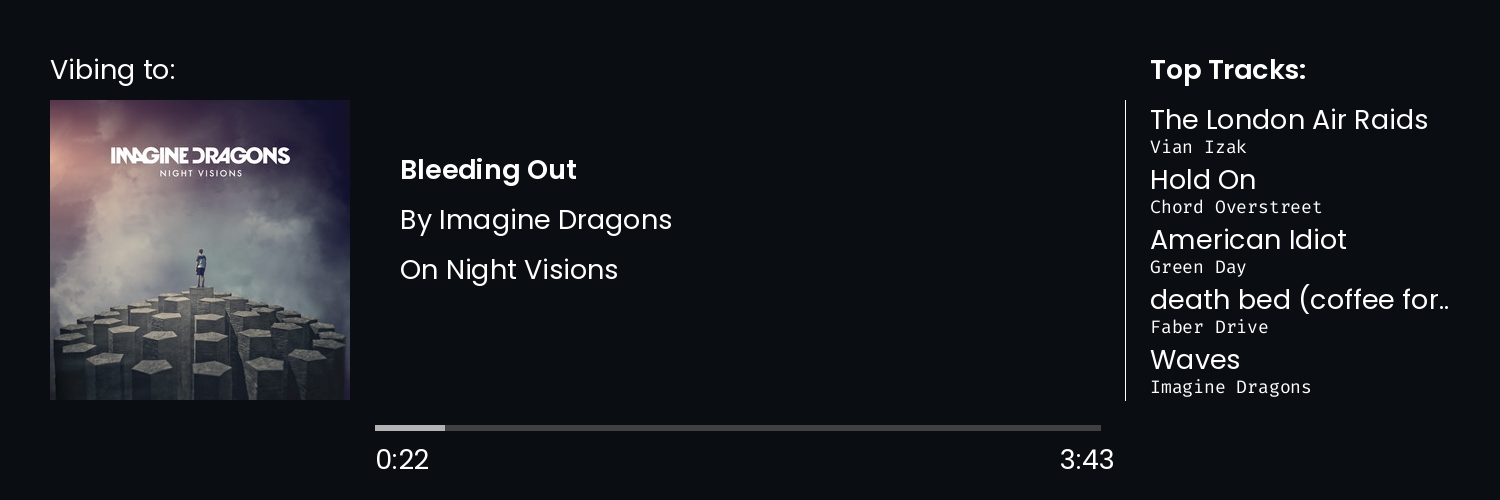 Vibing to:
IMAGINE DRAGONS
NIGHT VISIONS
Bleeding Out
By Imagine Dragons
On Night Visions
0:22
3:43
Top Tracks:
The London Air Raids
Vian Izak
Hold On
Chord Overstreet
American Idiot
Green Day
death bed (coffee for..
Faber Drive
Waves
Imagine Dragons